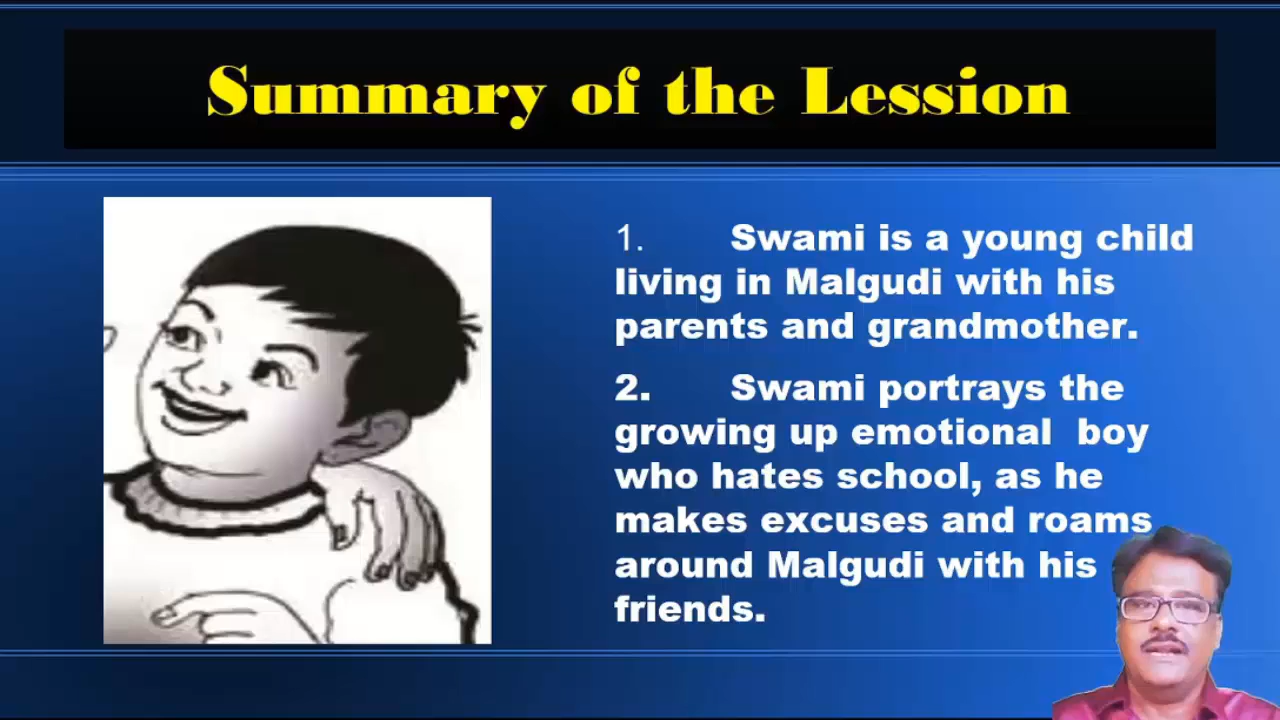 Summary of the Lession
1. Swami is a young child
living in Malgudi with his
parents and grandmother.
2. Swami portrays the
growing up emotional boy
who hates school, as he
makes excuses and roams
around Malgudi with his
friends.